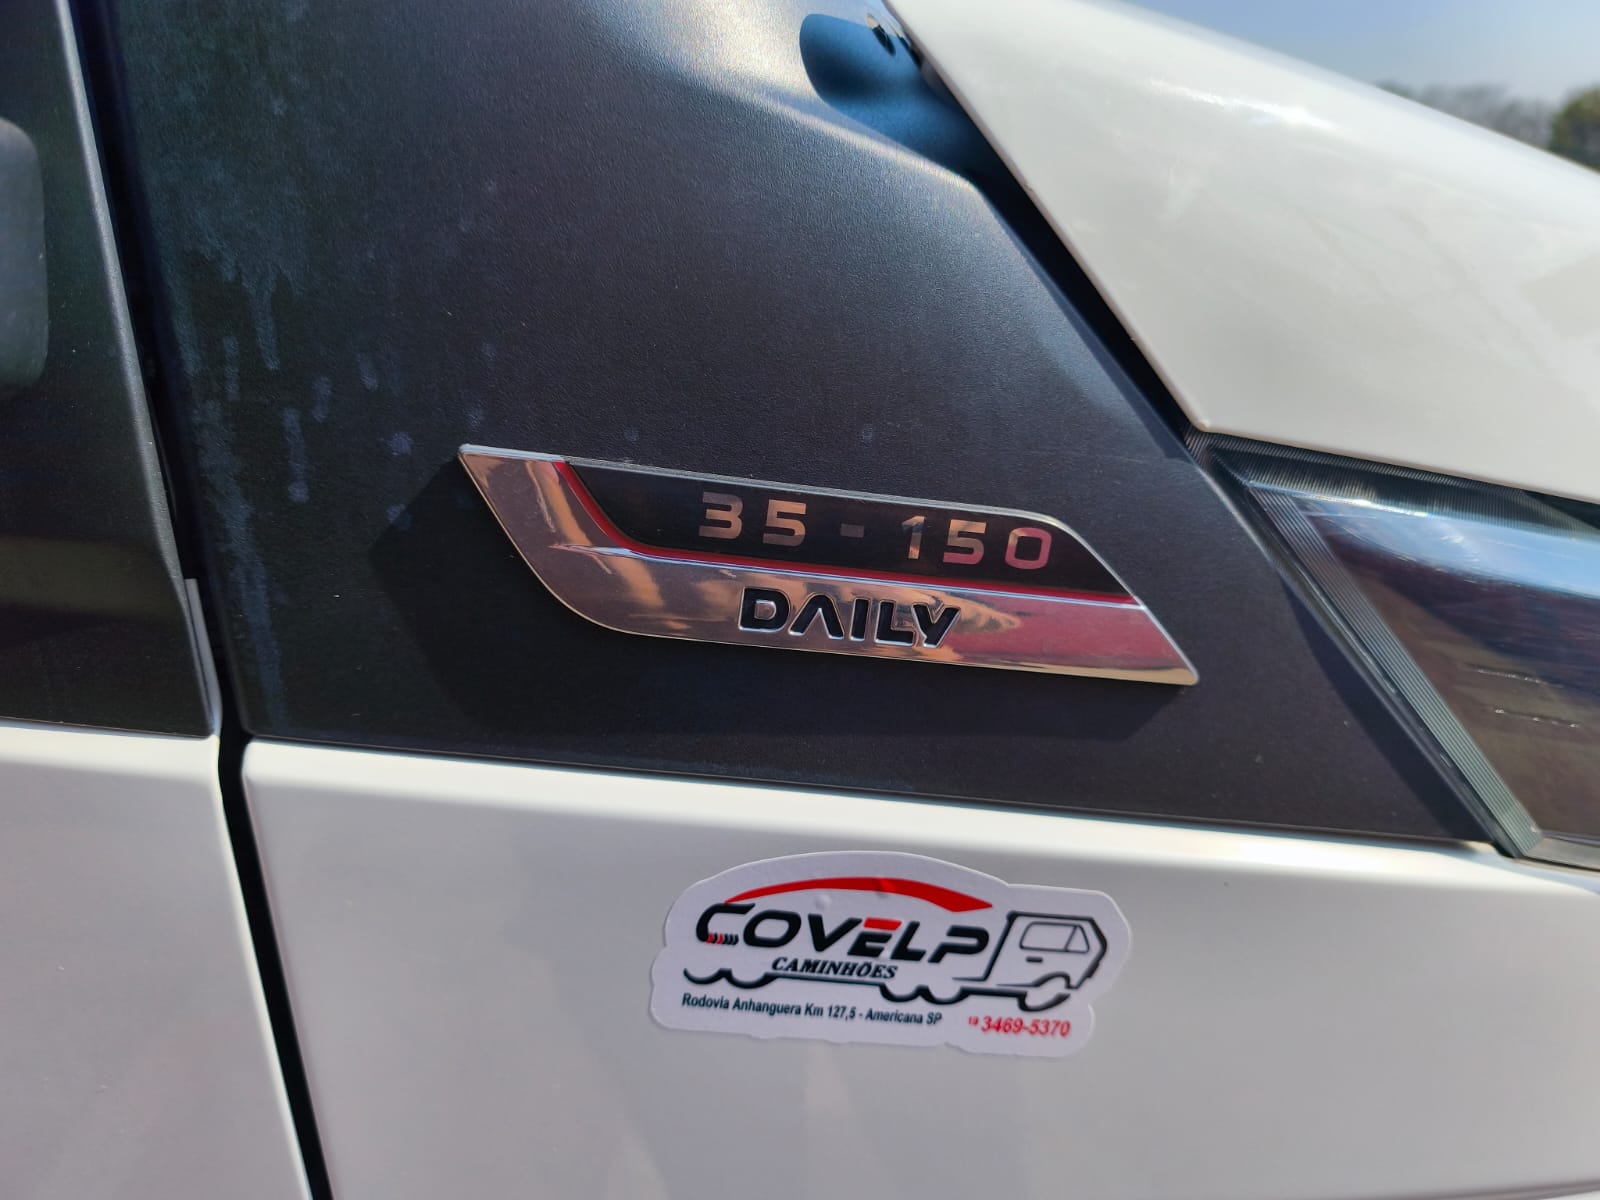 35-150
DAILY
COVELP
CAMINHÕES
Rodovia Anhanguera Km 127,5 - Americana SP
19 3469-5370